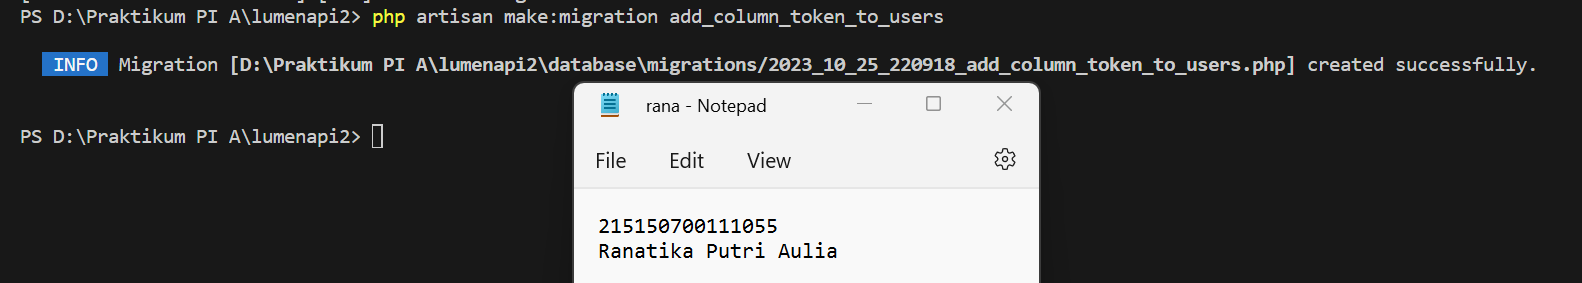 PS D:\Praktikum PI A\lumenapi2> php artisan make:migration add_column_token_to_users
INFO Migration [D:\Praktikum PI A\lumenapi2\database\migrations/2023_10_25_220918_add_column_token_to_users.php] created successfully.
rana - Notepad
PS D:\Praktikum PI A\lumenapi2>
File Edit View
215150700111055
Ranatika Putri Aulia